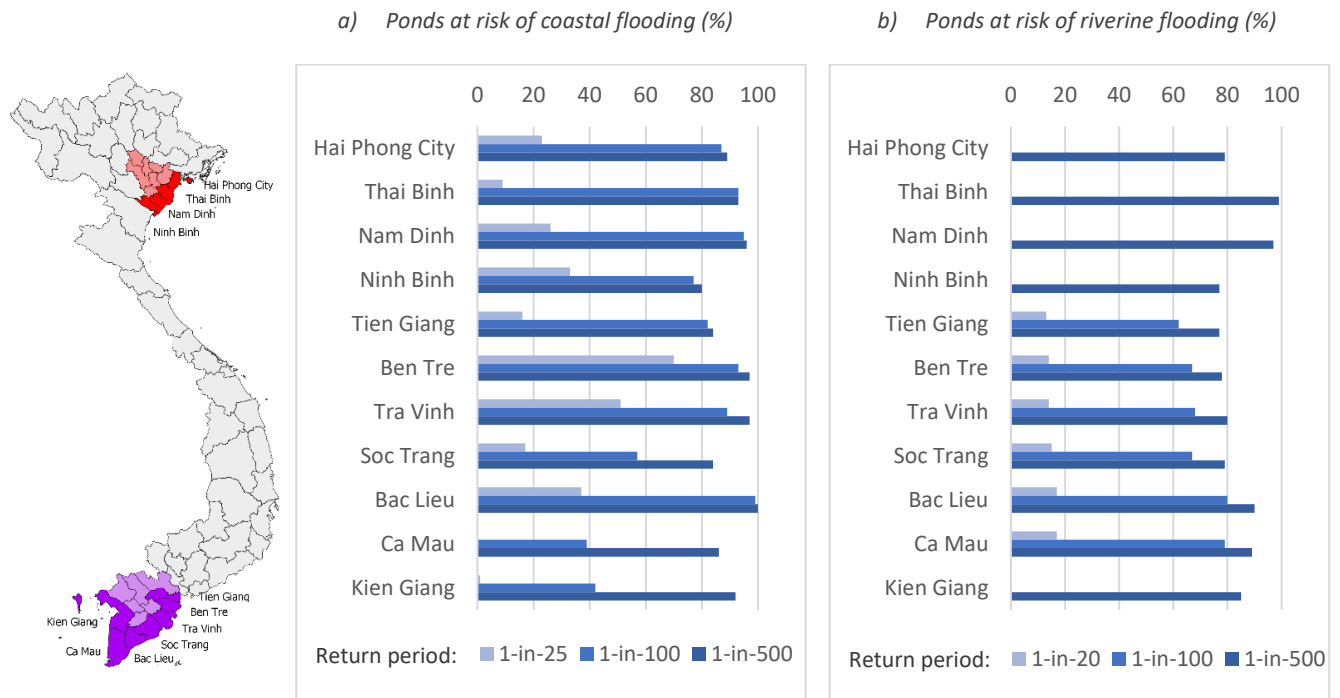 a) Ponds at risk of coastal flooding (%)
b) Ponds at risk of riverine flooding (%)
Hai Phong City
Thai Binh
Nam Dinh
Ninh Binh
Tien Giang
Ben Tre
Tra Vinh
Soc Trang
Bac Lieu
Ca Mau
Kien Giang
0 20 40 60 80 100
Hai Phong City
Thai Binh
Nam Dinh
Ninh Binh
Tien Giang
Ben Tre
Tra Vinh
Soc Trang
Bac Lieu
Ca Mau
Kien Giang
Return period: 1-in-25 1-in-100 1-in-500
0 20 40 60 80 100
Hai Phong City
Thai Binh
Nam Dinh
Ninh Binh
Tien Giang
Ben Tre
Tra Vinh
Soc Trang
Bac Lieu
Ca Mau
Kien Giang
Return period: 1-in-20 1-in-100 1-in-500